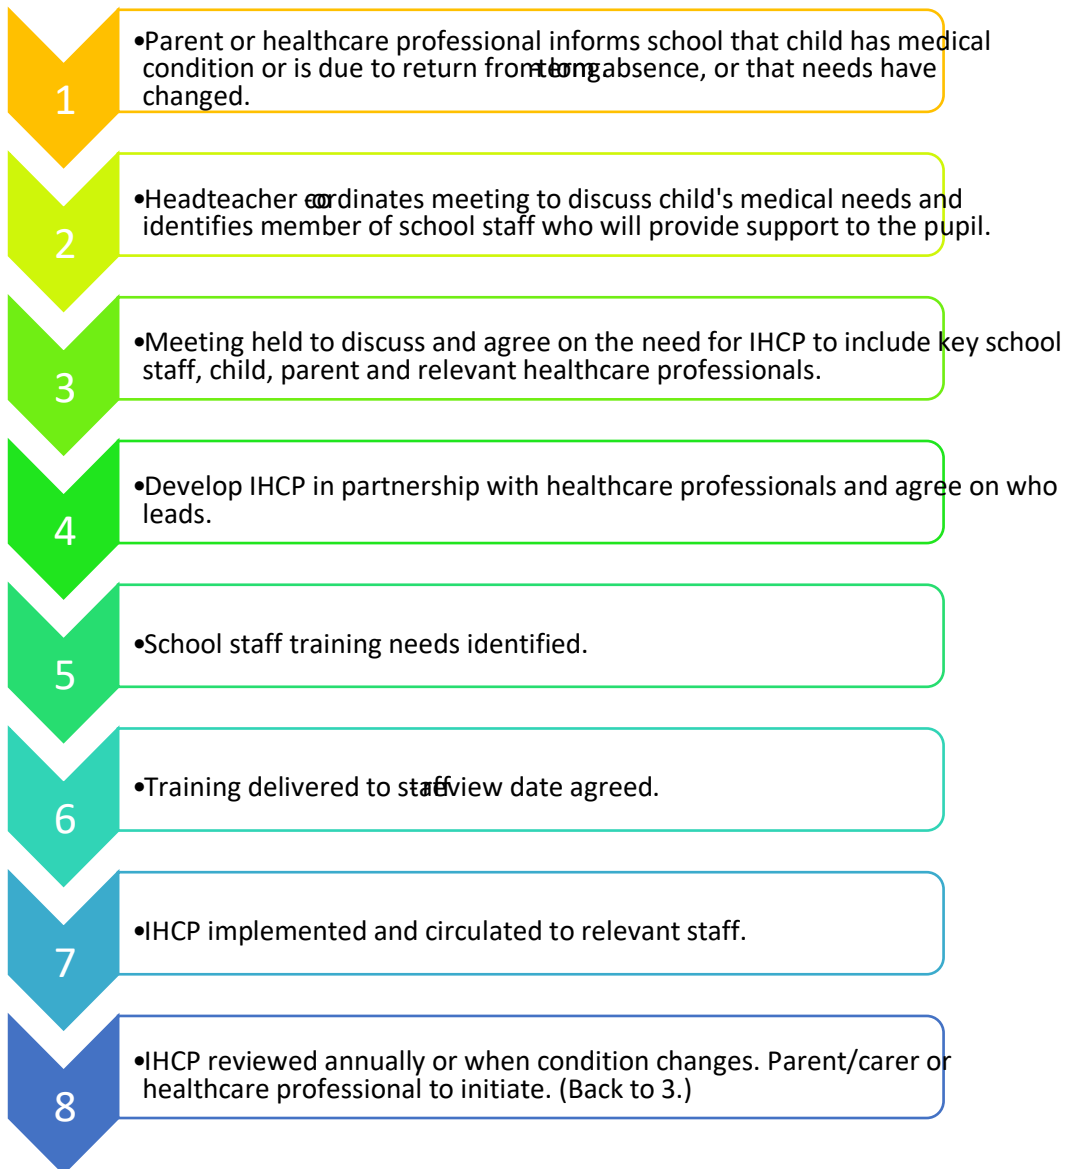 1
•Parent or healthcare professional informs school that child has medical
condition or is due to return from long-term absence, or that needs have
changed.
2
•Headteacher co-ordinates meeting to discuss child's medical needs and
identifies member of school staff who will provide support to the pupil.
3
•Meeting held to discuss and agree on the need for IHCP to include key school
staff, child, parent and relevant healthcare professionals.
4
•Develop IHCP in partnership with healthcare professionals and agree on who
leads.
5
•School staff training needs identified.
6
•Training delivered to staff - review date agreed.
7
•IHCP implemented and circulated to relevant staff.
8
•IHCP reviewed annually or when condition changes. Parent/carer or
healthcare professional to initiate. (Back to 3.)